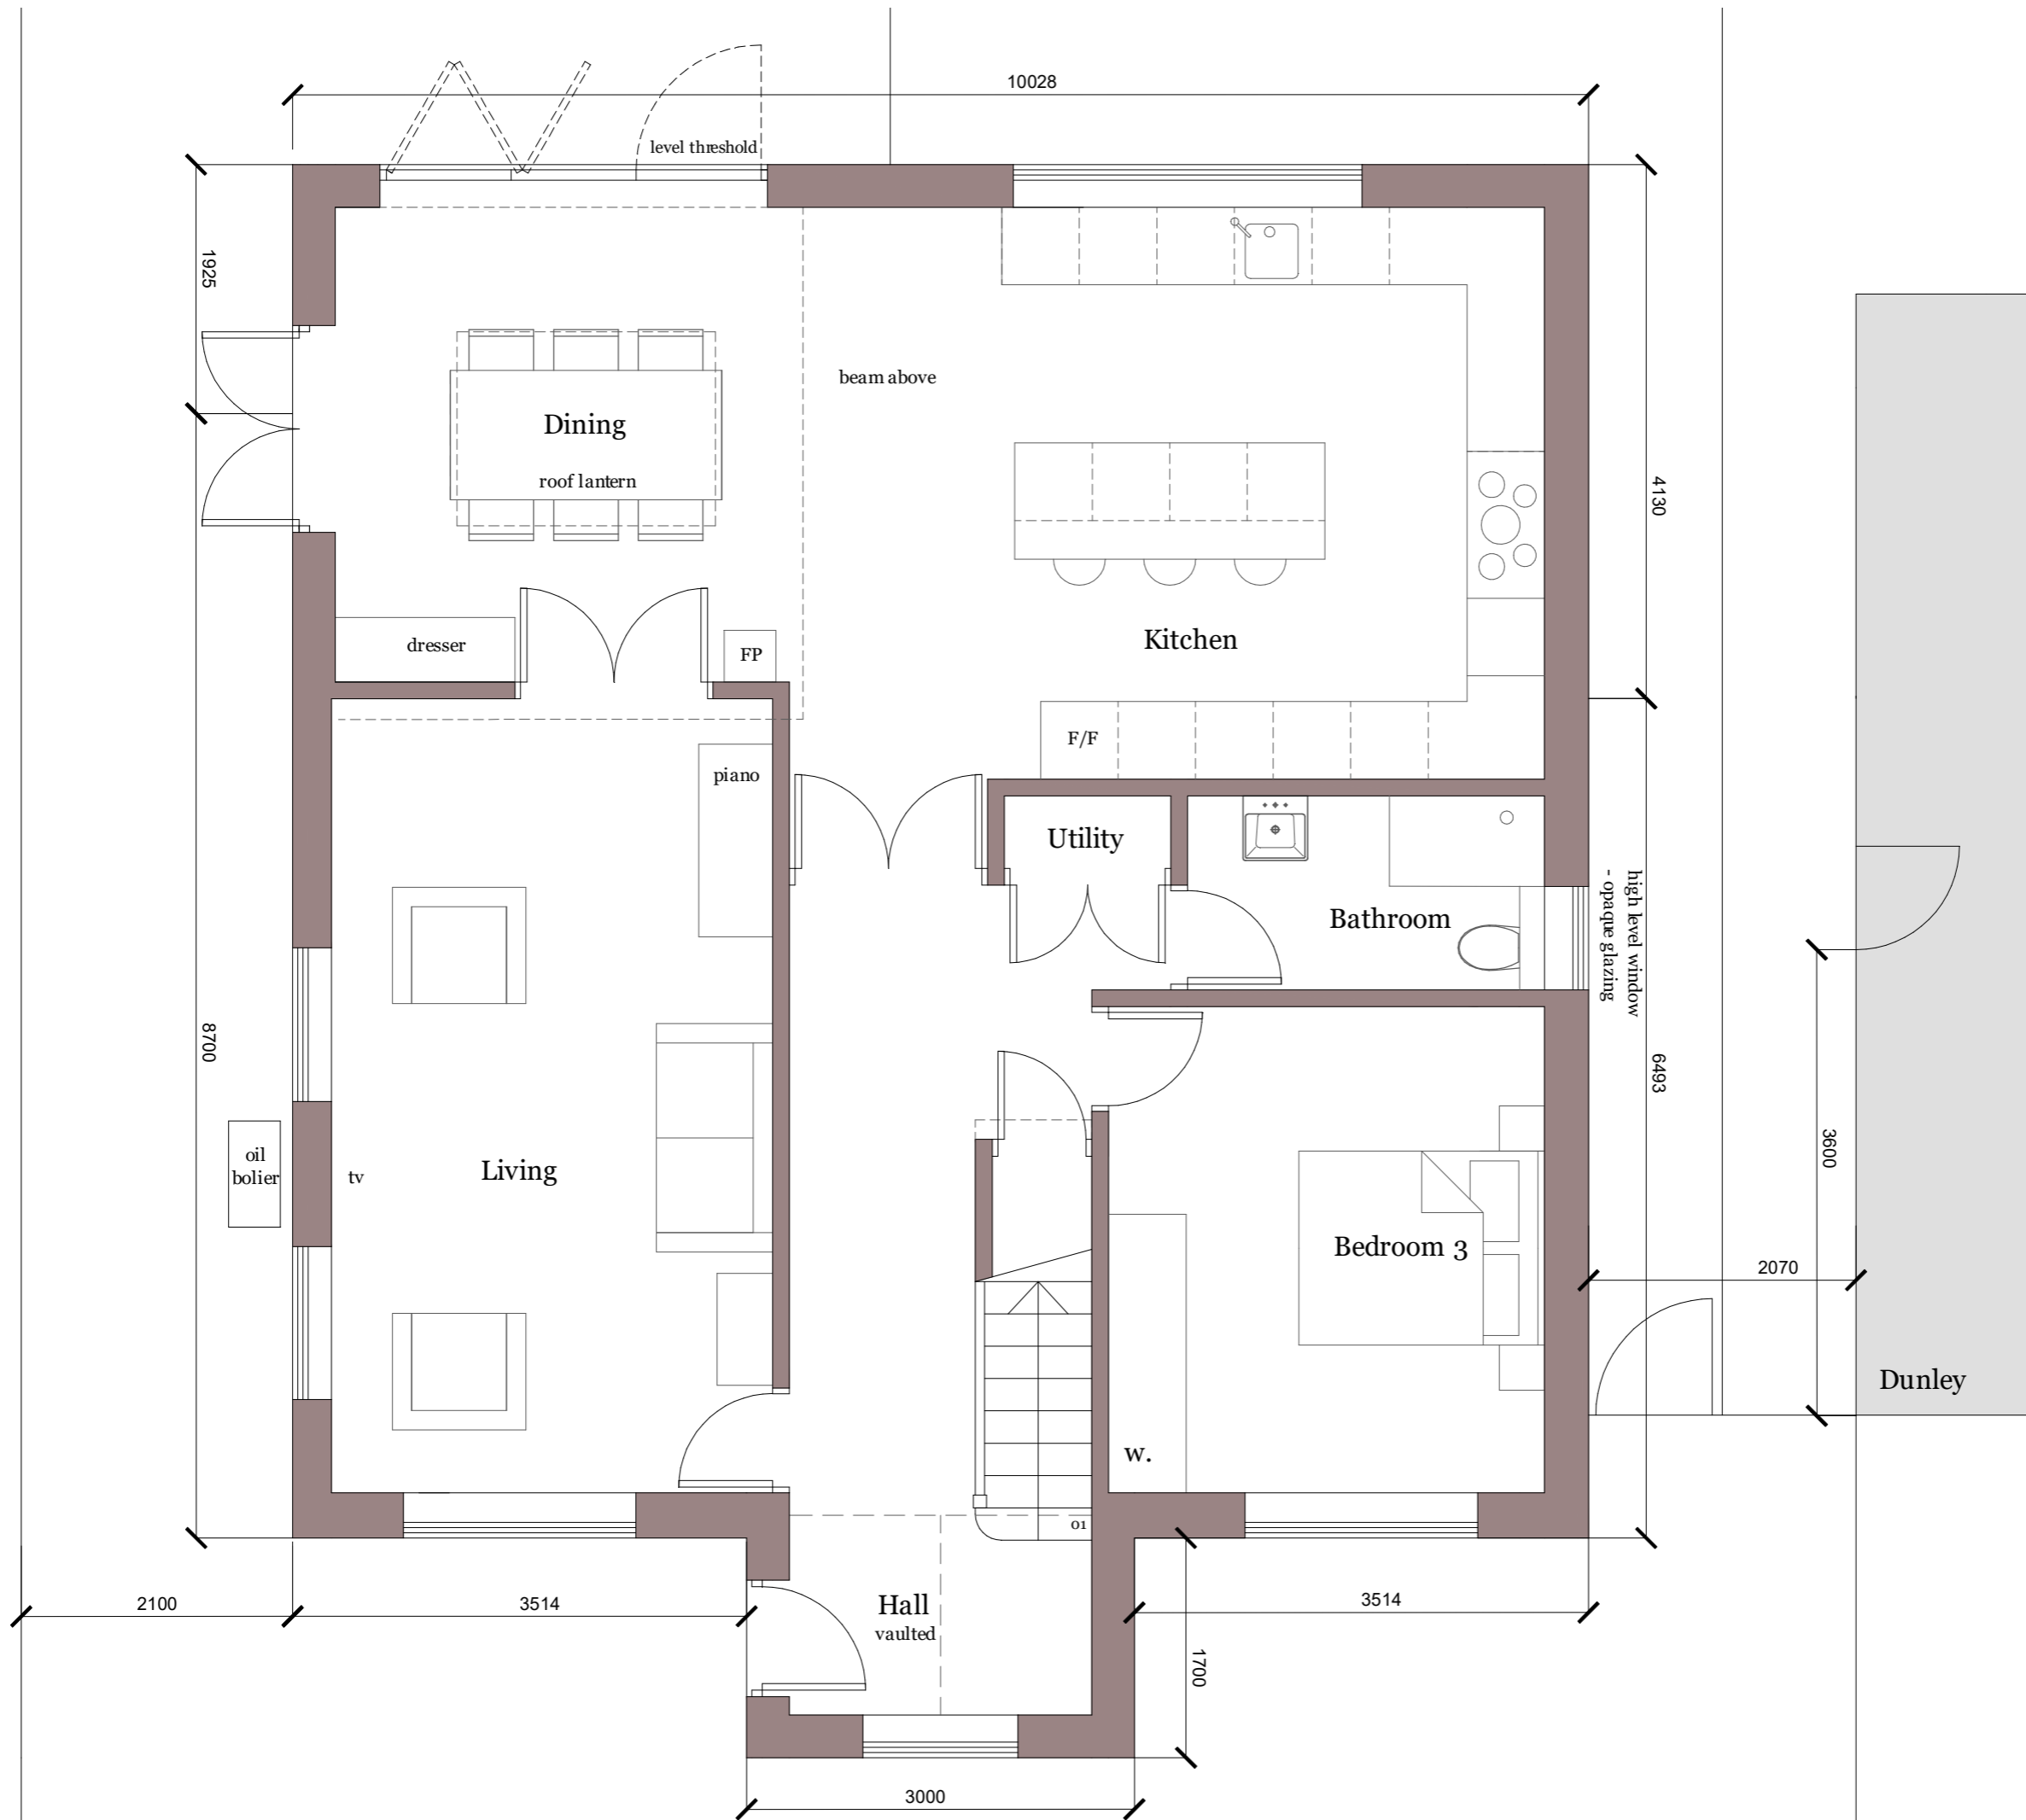 10028
level threshold
1925
beam above
Dining
roof lantern
4130
dresser
FP
Kitchen
F/F
piano
Utility
Bathroom
high level window
- opaque glazing
8700
6493
oil
bolier
tv
Living
3600
Bedroom 3
2070
Dunley
w.
01
2100
3514
Hall
vaulted
3514
1700
3000